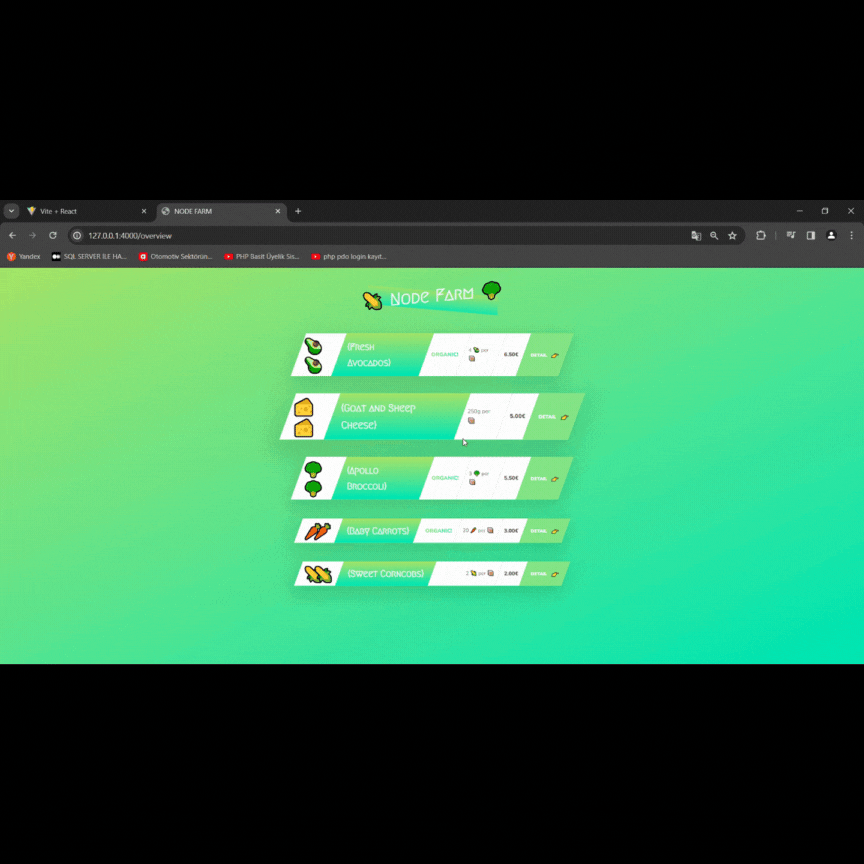 Vite + React
NODE FARM
127.0.0.1:4000/overview
Yandex
SQL SERVER ILE HA...
Otomotiv Sektörün...
PHP Basit Üyelik Sis...
php pdo login kayıt...
Node Farm
(Fresh
Avocados)
ORGANIC!
4 per
6.50€
DETAIL
(Goat and Sheep
Cheese)
250g per
5.00€
DETAIL
(Apollo
Broccoli)
ORGANIC!
3 per
5.50€
DETAIL
(Baby Carrots)
ORGANIC!
20 per
3.00€
DETAIL
(Sweet Corncobs)
2 per
2.60€
DETAIL